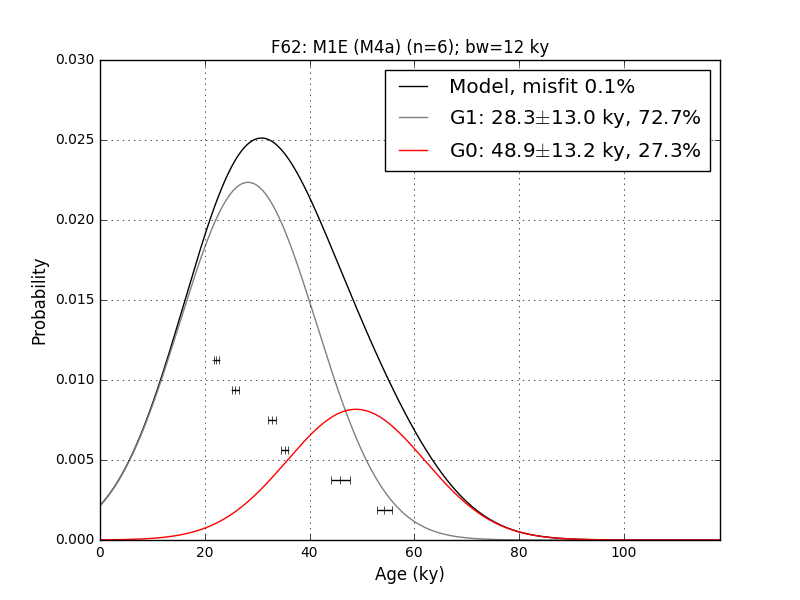 F62: M1E (M4a) (n=6); bw=12 ky
Model, misfit 0.1%
G1: 28.3±13.0 ky, 72.7%
G0: 48.9±13.2 ky, 27.3%
0.030
0.025
0.020
0.015
0.010
0.005
0.000
Probability
0 20 40 60 80 100
Age (ky)